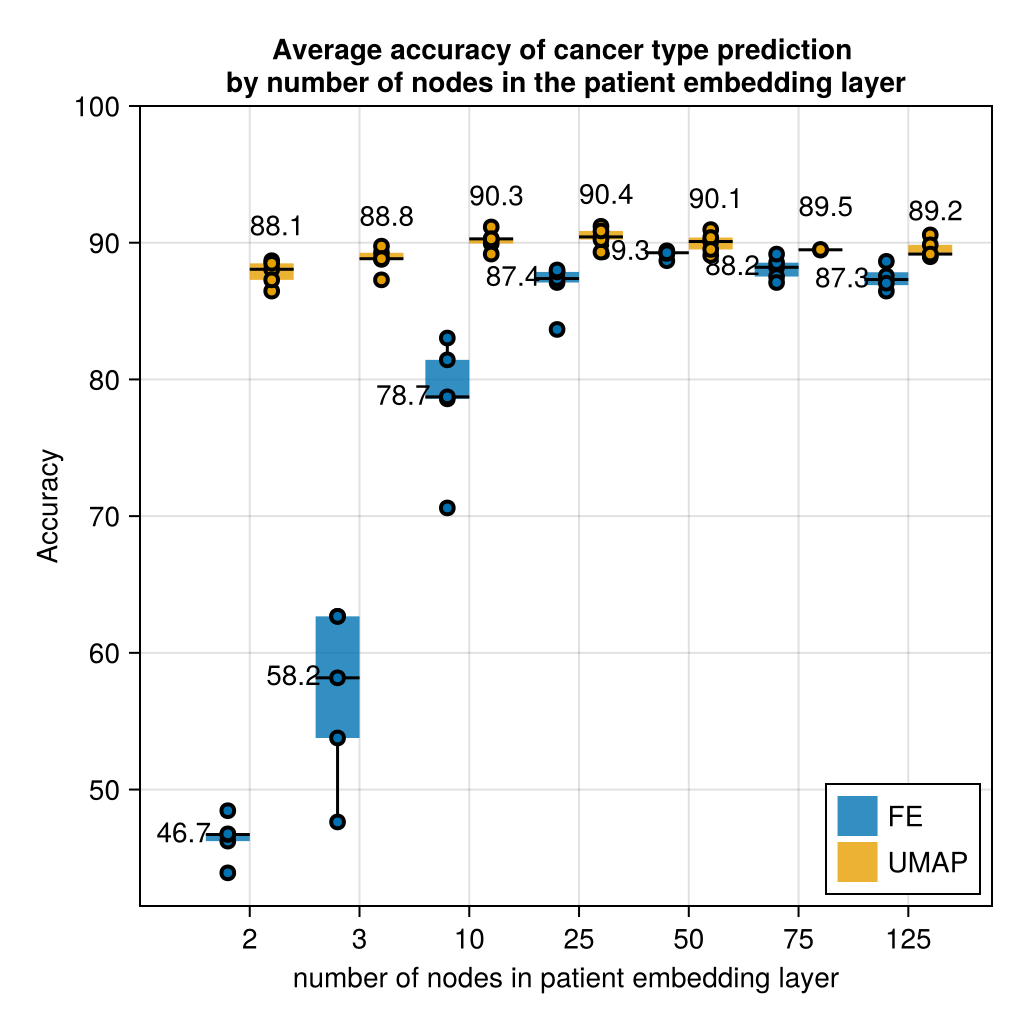 Average accuracy of cancer type prediction
by number of nodes in the patient embedding layer
100
90
80
70
60
50
Accuracy
88.1
88.8
90.3
90.4
90.1
89.5
89.2
46.7
58.2
78.7
87.4
9.3
88.2
87.3
FE
UMAP
2 3 10 25 50 75 125
number of nodes in patient embedding layer